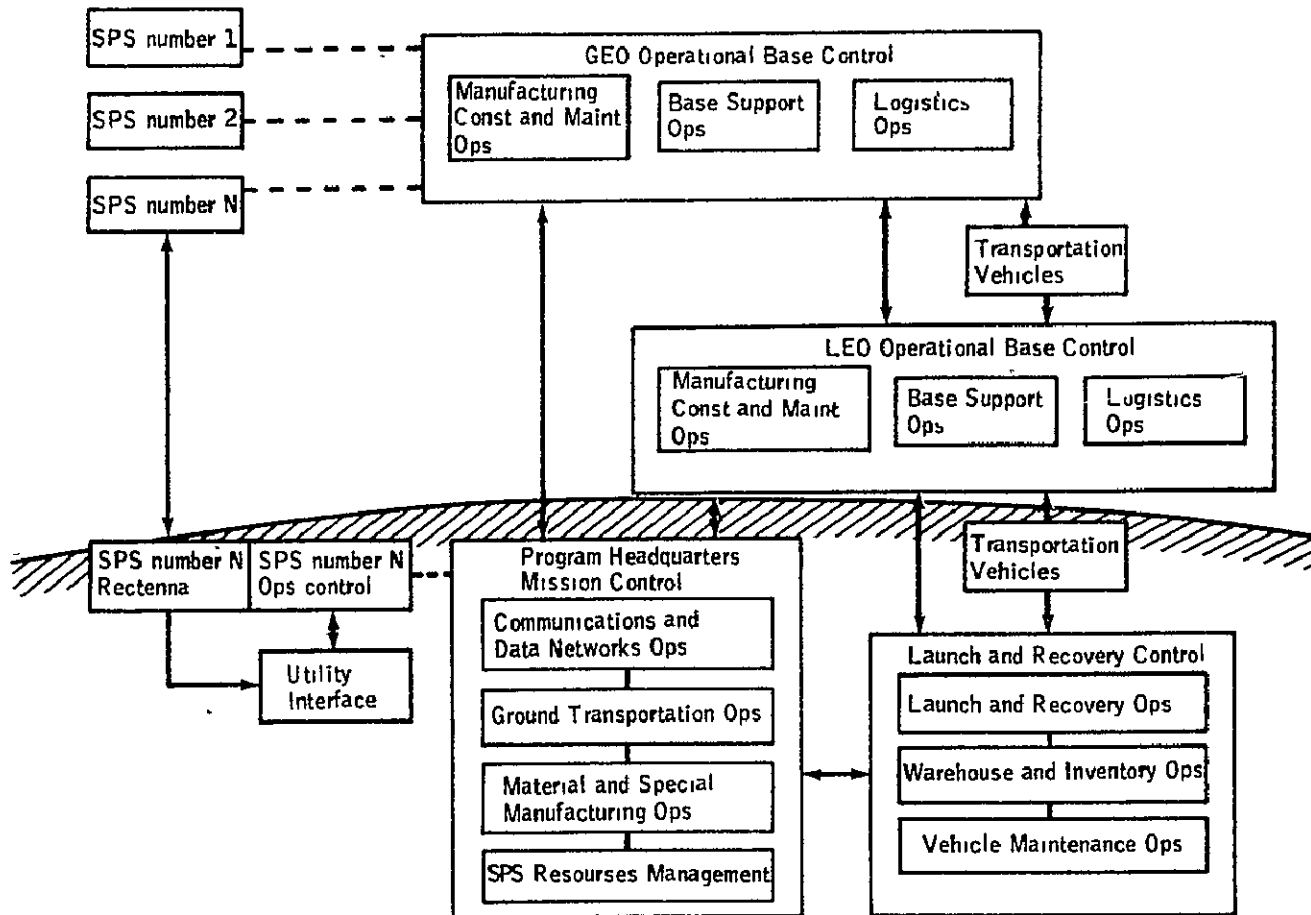 SPS number 1
SPS number 2
SPS number N
GEO Operational Base Control
Manufacturing
Const and Maint
Ops
Base Support
Ops
Logistics
Ops
Transportation
Vehicles
LEO Operational Base Control
Manufacturing
Const and Maint
Ops
Base Support
Ops
Logistics
Ops
SPS number N
Rectenna
SPS number N
Ops control
Utility
Interface
Program Headquarters
Mission Control
Communications and
Data Networks Ops
Ground Transportation Ops
Material and Special
Manufacturing Ops
SPS Resourses Management
Transportation
Vehicles
Launch and Recovery Control
Launch and Recovery Ops
Warehouse and Inventory Ops
Vehicle Maintenance Ops